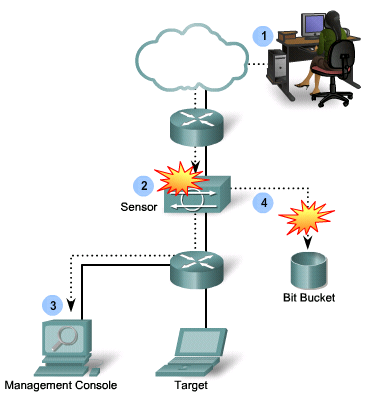 1
2
Sensor
4
3
Bit Bucket
Management Console
Target